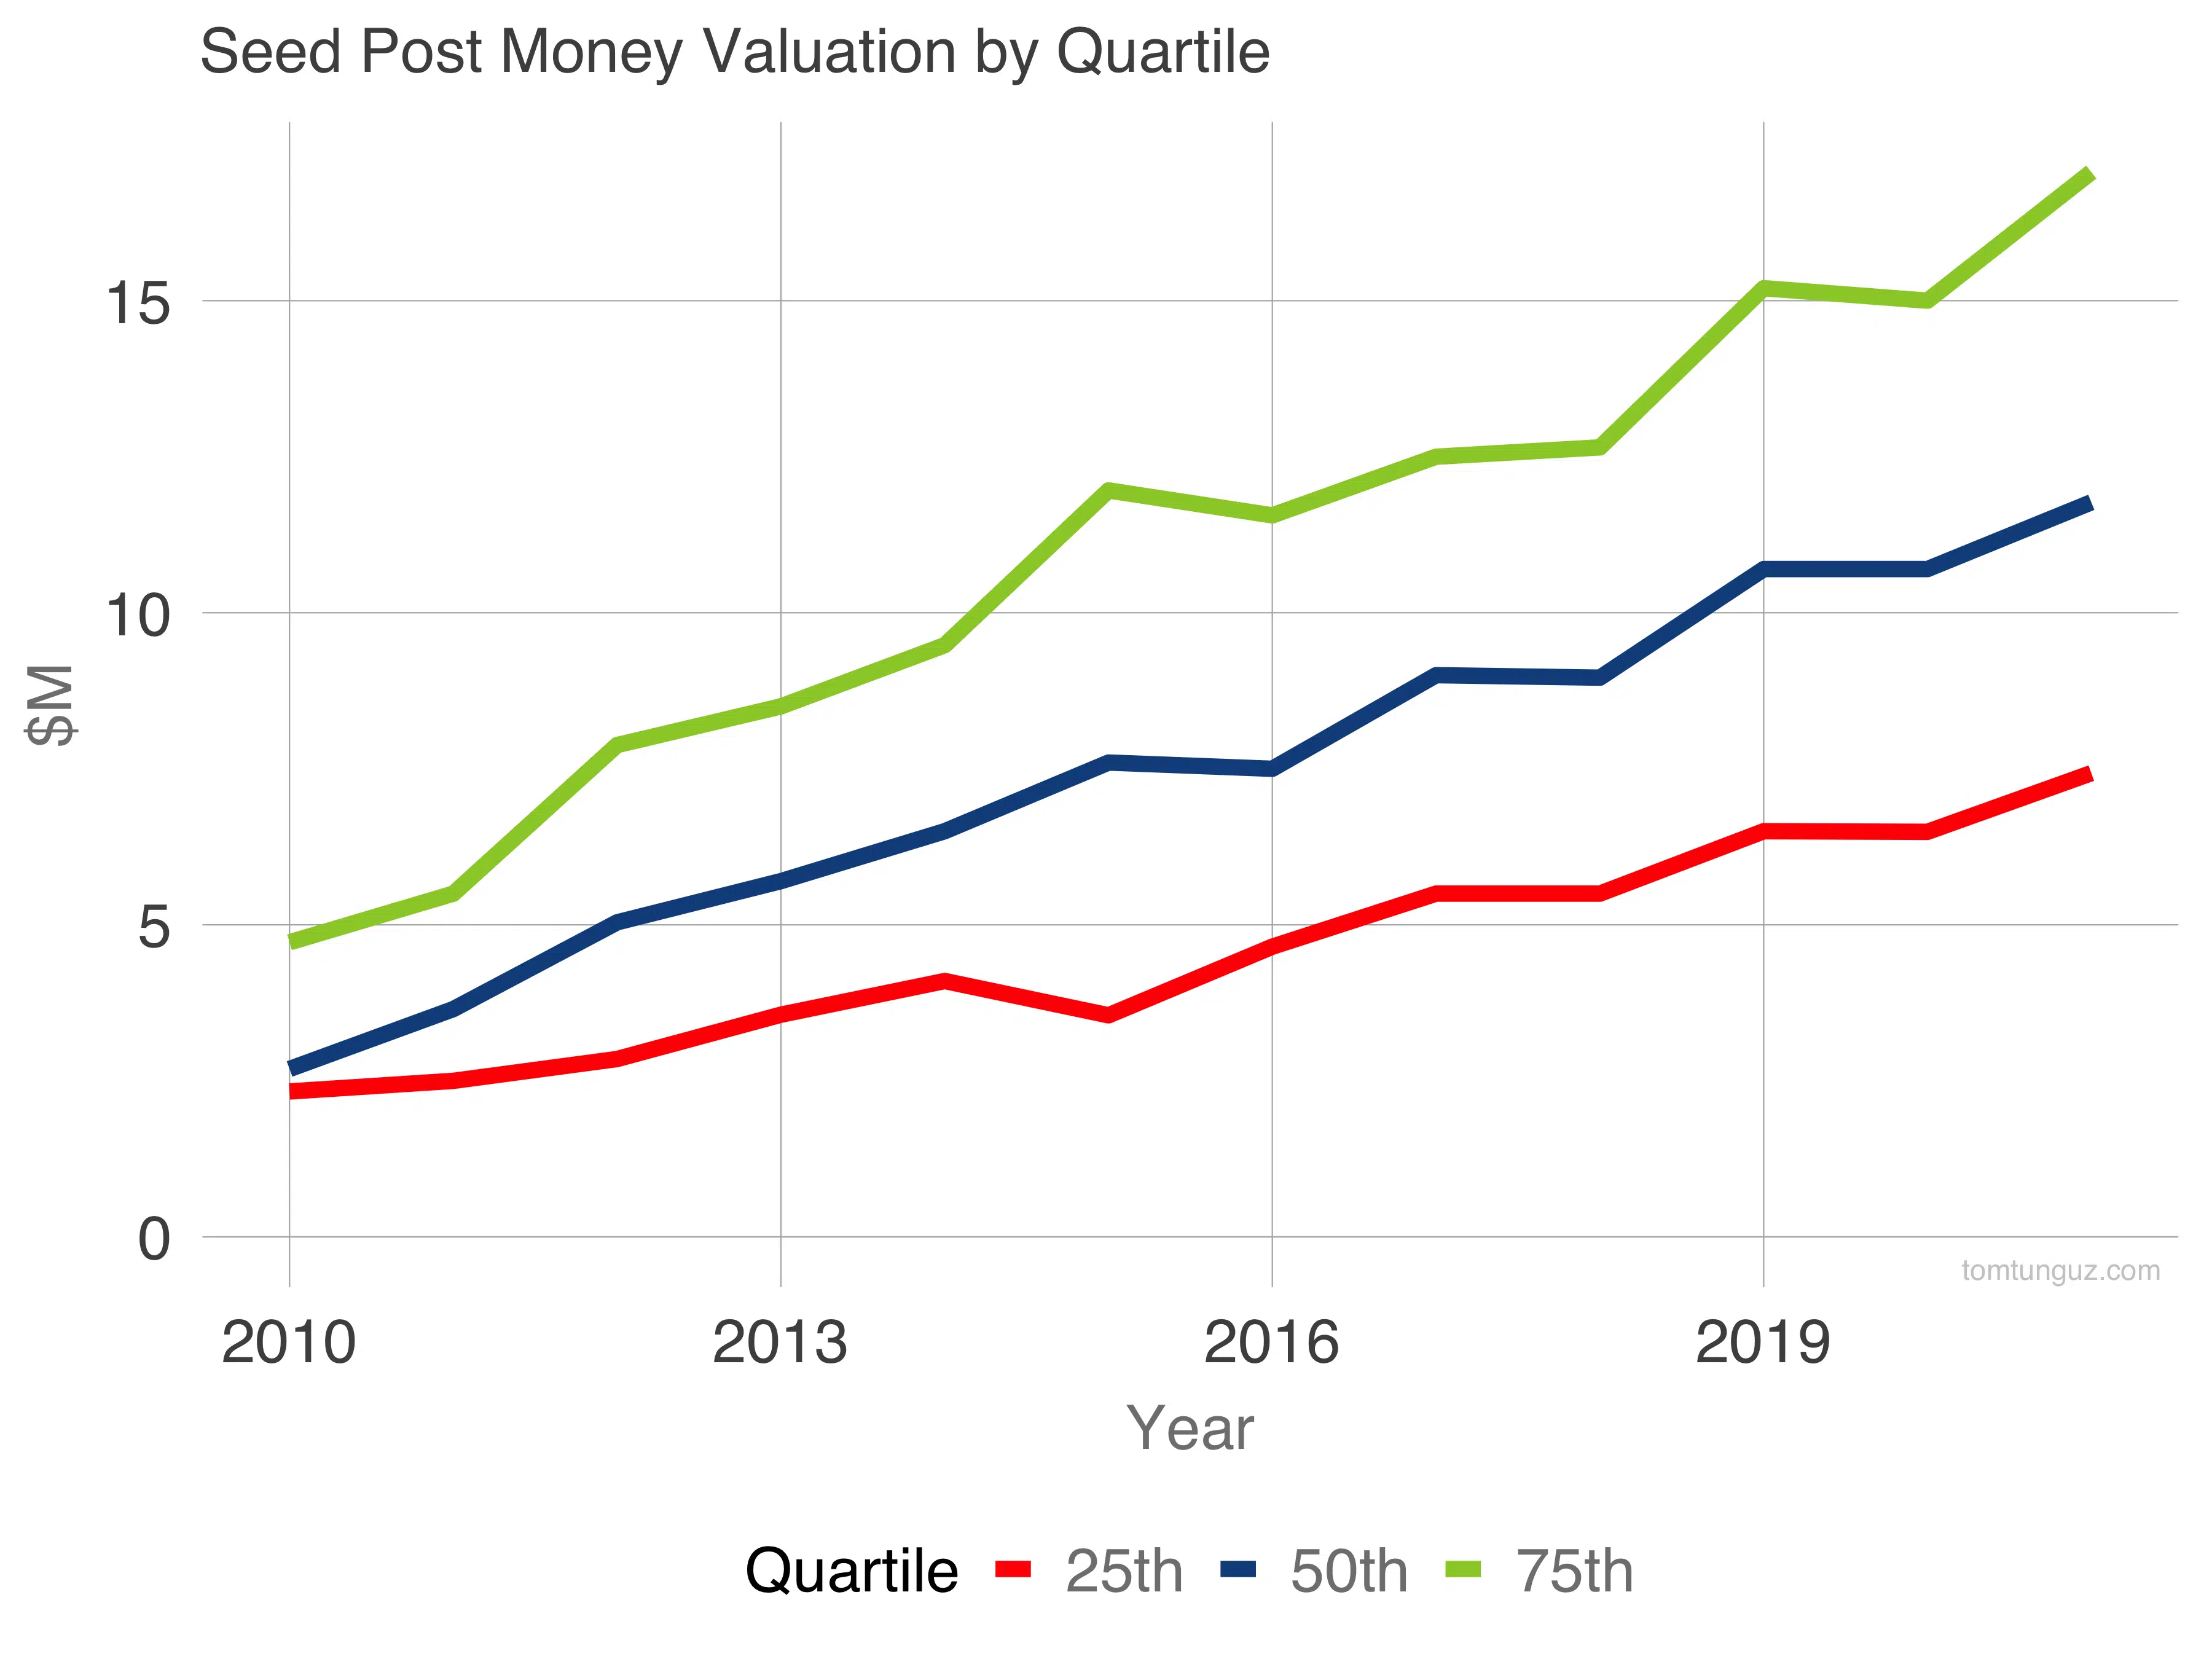 Seed Post Money Valuation by Quartile
15
10
5
0
$M
tomtunguz.com
2010 2013 2016 2019
Year
Quartile 25th 50th 75th